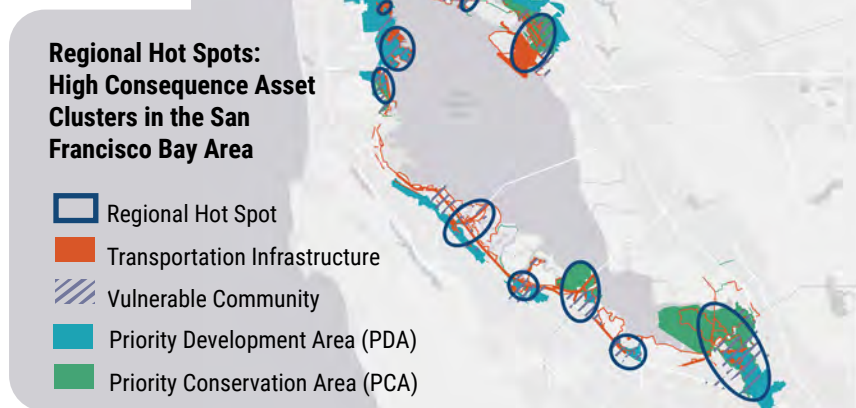 Regional Hot Spots:
High Consequence Asset
Clusters in the San
Francisco Bay Area
Regional Hot Spot
Transportation Infrastructure
Vulnerable Community
Priority Development Area (PDA)
Priority Conservation Area (PCA)